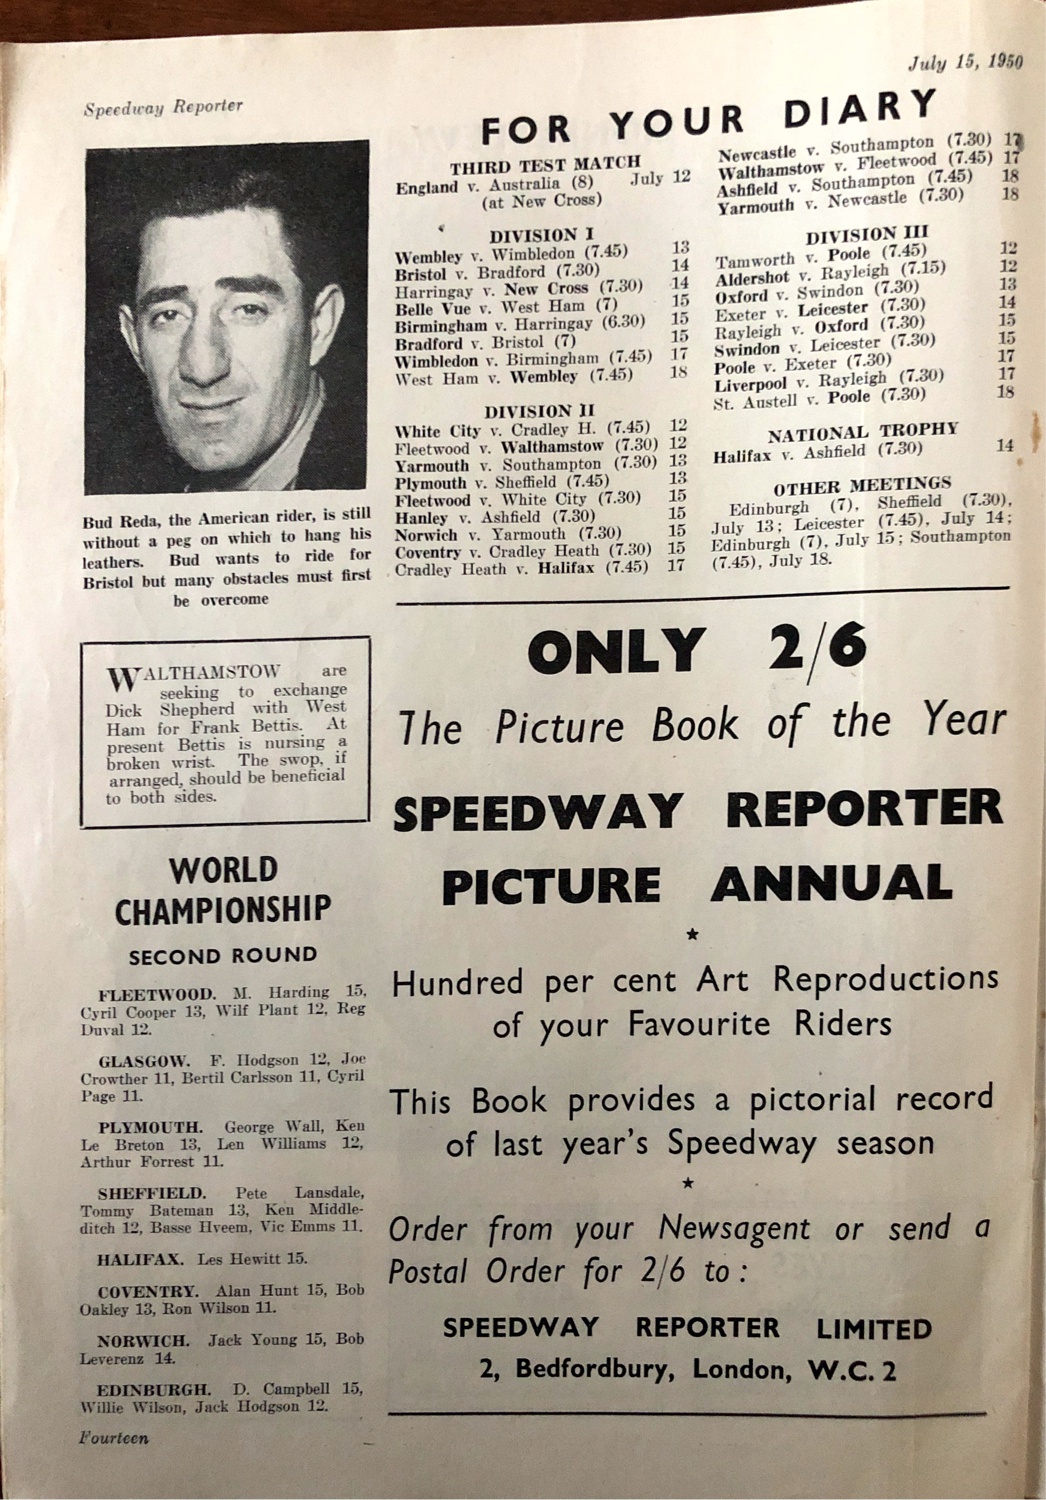 July 15, 1950
Speedway Reporter
FOR YOUR DIARY
THIRD TEST MATCH
England v. Australia (8) July 12
(at New Cross)
DIVISION I
Wembley v. Wimbledon (7.45) 13
Bristol v. Bradford (7.30) 14
Harringay v. New Cross (7.30) 14
Belle Vue v. West Ham (7) 15
Birmingham v. Harringay (6.30) 15
Bradford v. Bristol (7) 15
Wimbledon v. Birmingham (7.45) 17
West Ham v. Wembley (7.45) 18
DIVISION II
White City v. Cradley H. (7.45) 12
Fleetwood v. Walthamstow (7.30) 12
Yarmouth v. Southampton (7.30) 13
Plymouth v. Sheffield (7.45) 13
Fleetwood v. White City (7.30) 15
Hanley v. Ashfield (7.30) 15
Norwich v. Yarmouth (7.30) 15
Coventry v. Cradley Heath (7.30) 15
Cradley Heath v. Halifax (7.45) 17
Newcastle v. Southampton (7.30) 17
Walthamstow v. Fleetwood (7.45) 17
Ashfield v. Southampton (7.45) 18
Yarmouth v. Newcastle (7.30) 18
DIVISION III
Tamworth v. Poole (7.45) 12
Aldershot v. Rayleigh (7.15) 12
Oxford v. Swindon (7.30) 13
Exeter v. Leicester (7.30) 14
Rayleigh v. Oxford (7.30) 15
Swindon v. Leicester (7.30) 15
Poole v. Exeter (7.30) 17
Liverpool v. Rayleigh (7.30) 17
St. Austell v. Poole (7.30) 18
NATIONAL TROPHY
Halifax v. Ashfield (7.30) 14
OTHER MEETINGS
Edinburgh (7), Sheffield (7.30),
July 13; Leicester (7.45), July 14;
Edinburgh (7), July 15; Southampton
(7.45), July 18.
Bud Reda, the American rider, is still
without a peg on which to hang his
leathers. Bud wants to ride for
Bristol but many obstacles must first
be overcome
WALTHAMSTOW are
seeking to exchange
Dick Shepherd with West
Ham for Frank Bettis. At
present Bettis is nursing a
broken wrist. The swop, if
arranged, should be beneficial
to both sides.
WORLD
CHAMPIONSHIP
SECOND ROUND
FLEETWOOD. M. Harding 15,
Cyril Cooper 13, Wilf Plant 12, Reg
Duval 12.
GLASGOW. F. Hodgson 12, Joe
Crowther 11, Bertil Carlsson 11, Cyril
Page 11.
PLYMOUTH. George Wall, Ken
Le Breton 13, Len Williams 12,
Arthur Forrest 11.
SHEFFIELD. Pete Lansdale,
Tommy Bateman 13, Ken Middle-
ditch 12, Basse Hveem, Vic Emms 11.
HALIFAX. Les Hewitt 15.
COVENTRY. Alan Hunt 15, Bob
Oakley 13, Ron Wilson 11.
NORWICH. Jack Young 15, Bob
Leverenz 14.
EDINBURGH. D. Campbell 15,
Willie Wilson, Jack Hodgson 12.
Fourteen
ONLY 2/6
The Picture Book of the Year
SPEEDWAY REPORTER
PICTURE ANNUAL
★
Hundred per cent Art Reproductions
of your Favourite Riders
This Book provides a pictorial record
of last year's Speedway season
★
Order from your Newsagent or send a
Postal Order for 2/6 to :
SPEEDWAY REPORTER LIMITED
2, Bedfordbury, London, W.C. 2